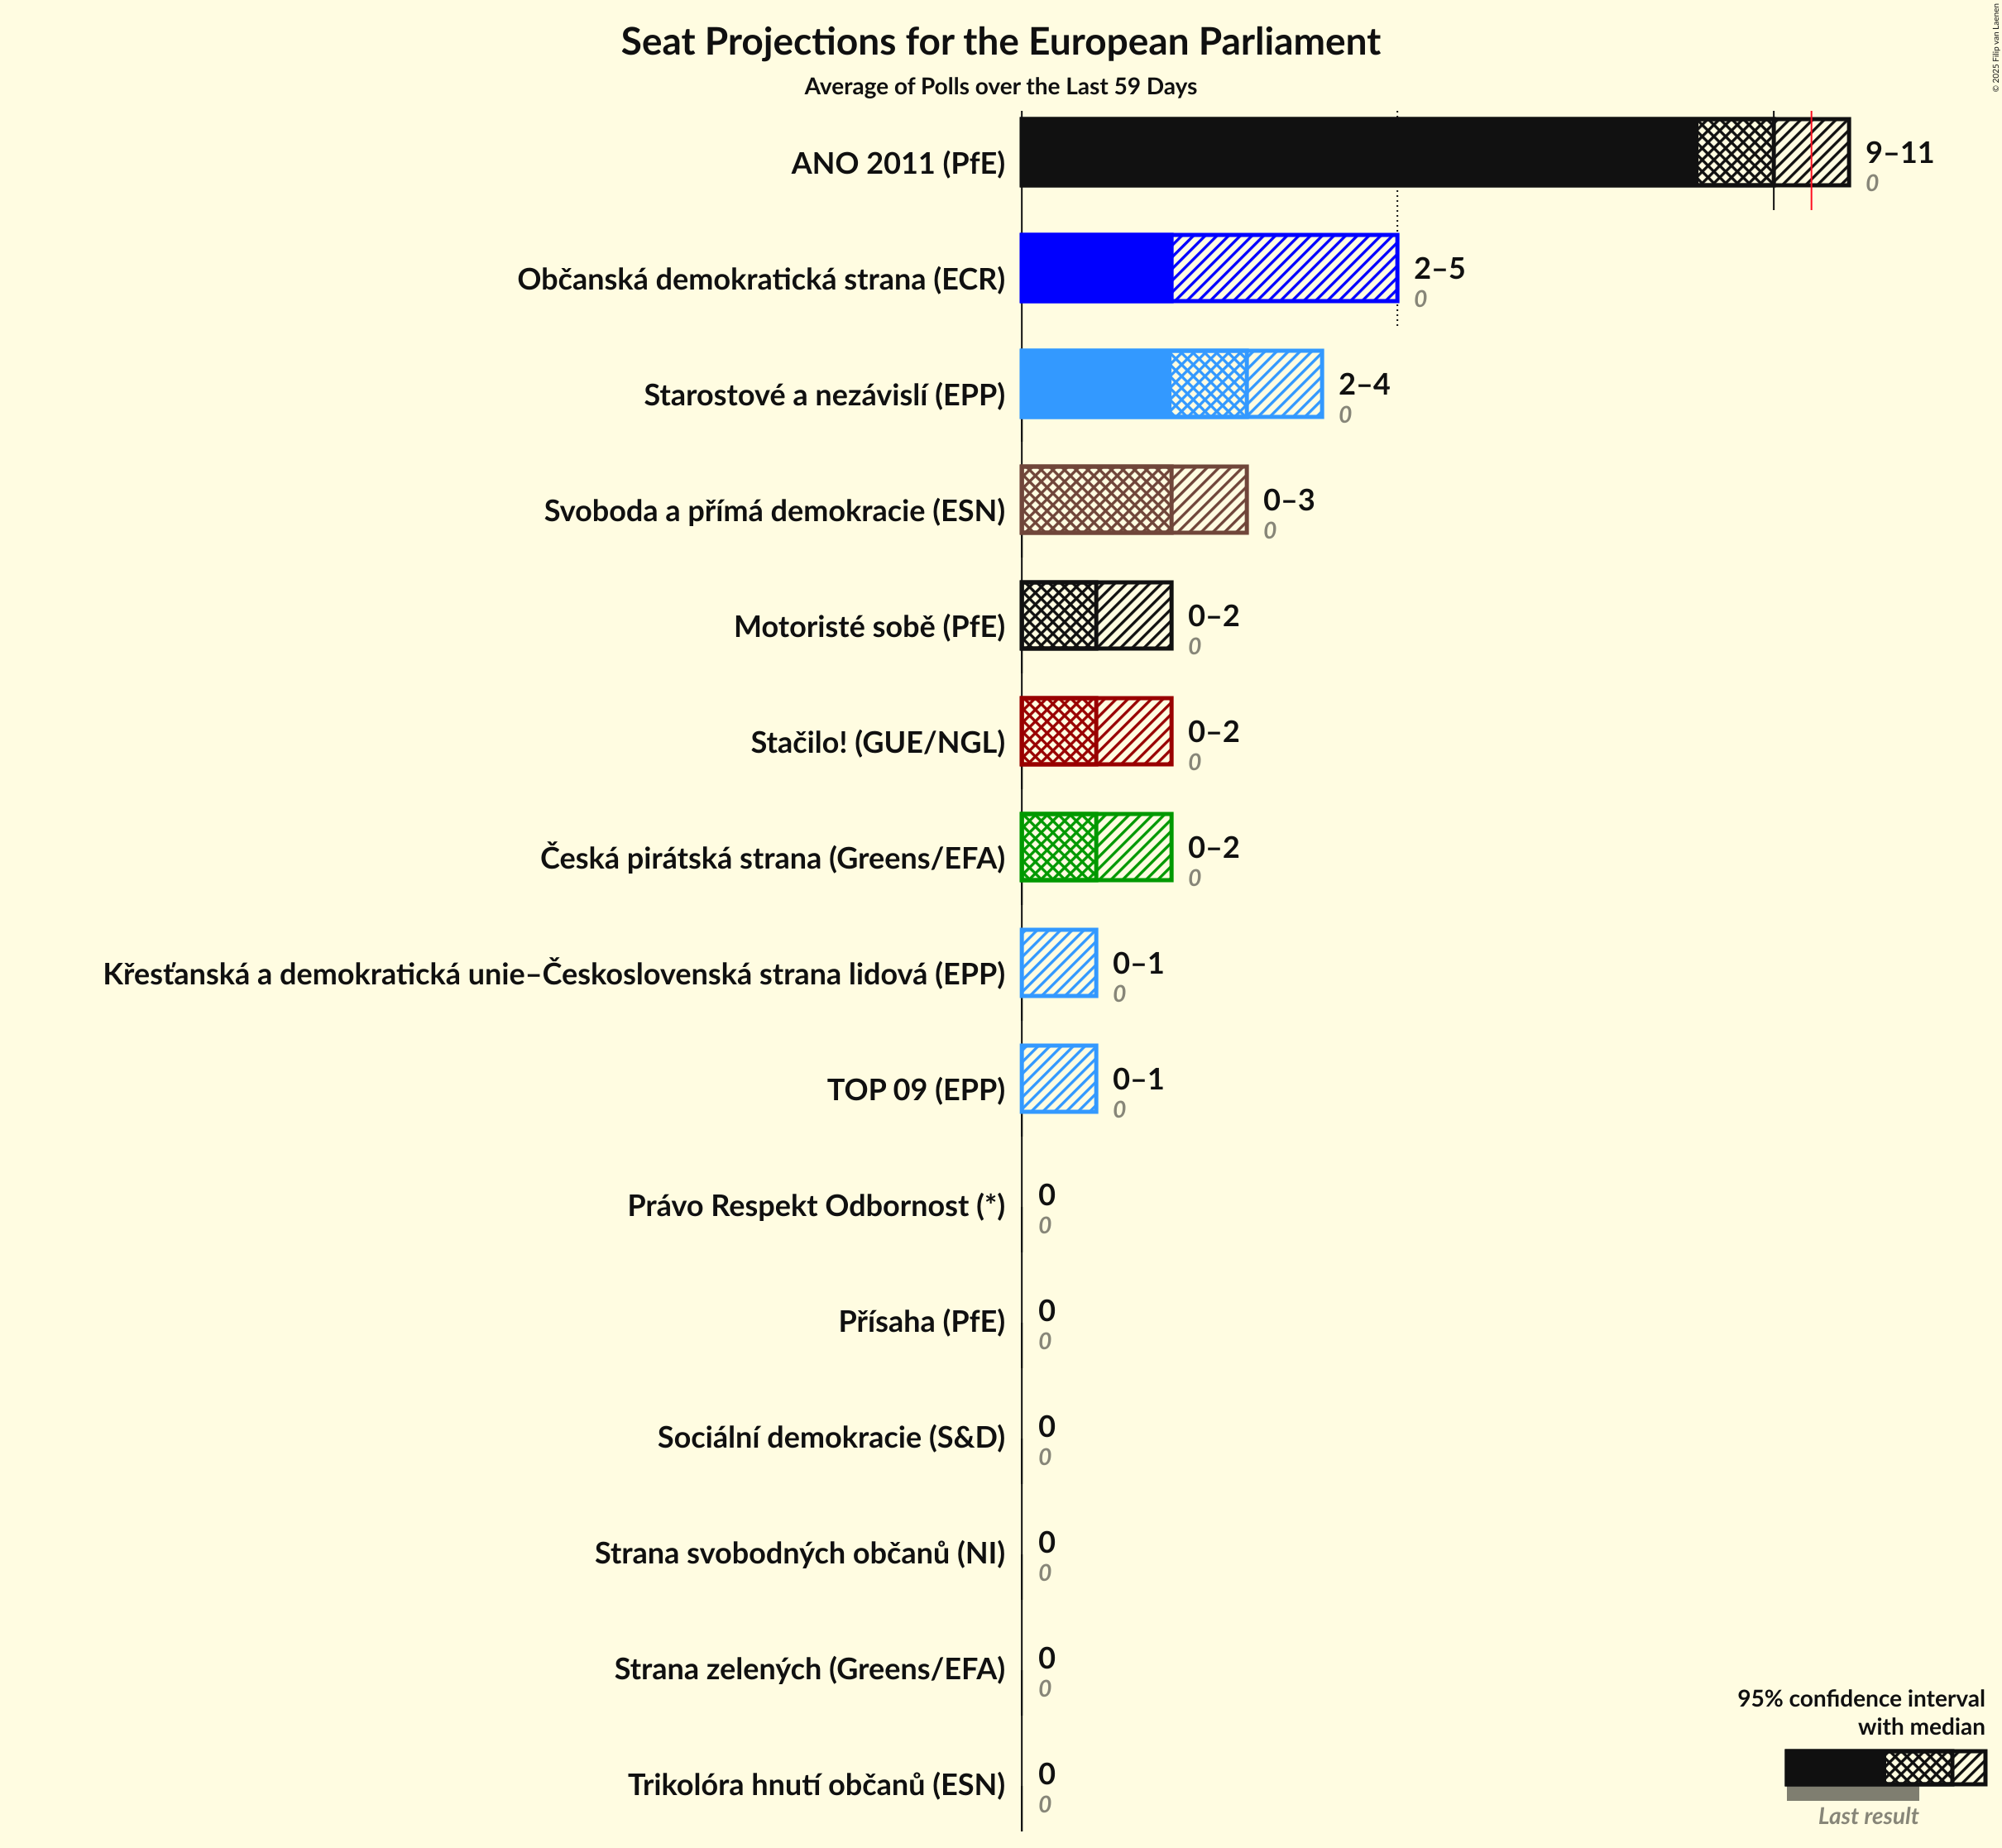 Seat Projections for the European Parliament
Average of Polls over the Last 59 Days
© 2025 Filip van Laenen
ANO 2011 (PfE)
9–11
0
Občanská demokratická strana (ECR)
2–5
0
Starostové a nezávislí (EPP)
2–4
0
Svoboda a přímá demokracie (ESN)
0–3
0
Motoristé sobě (PfE)
0–2
0
Stačilo! (GUE/NGL)
0–2
0
Česká pirátská strana (Greens/EFA)
0–2
0
Křesťanská a demokratická unie–Československá strana lidová (EPP)
0–1
0
TOP 09 (EPP)
0–1
0
Právo Respekt Odbornost (*)
0
0
Přísaha (PfE)
0
0
Sociální demokracie (S&D)
0
0
Strana svobodných občanů (NI)
0
0
Strana zelených (Greens/EFA)
0
0
Trikolóra hnutí občanů (ESN)
0
0
95% confidence interval
with median
Last result